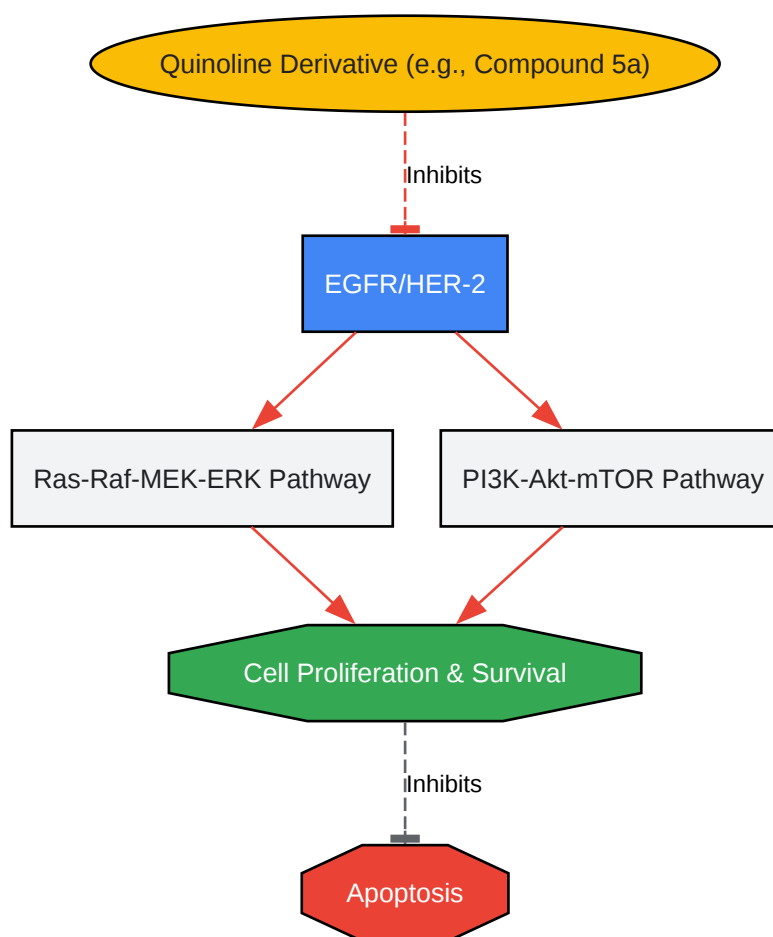 Quinoline Derivative (e.g., Compound 5a)
Inhibits
EGFR/HER-2
Ras-Raf-MEK-ERK Pathway
PI3K-Akt-mTOR Pathway
Cell Proliferation & Survival
Inhibits
Apoptosis